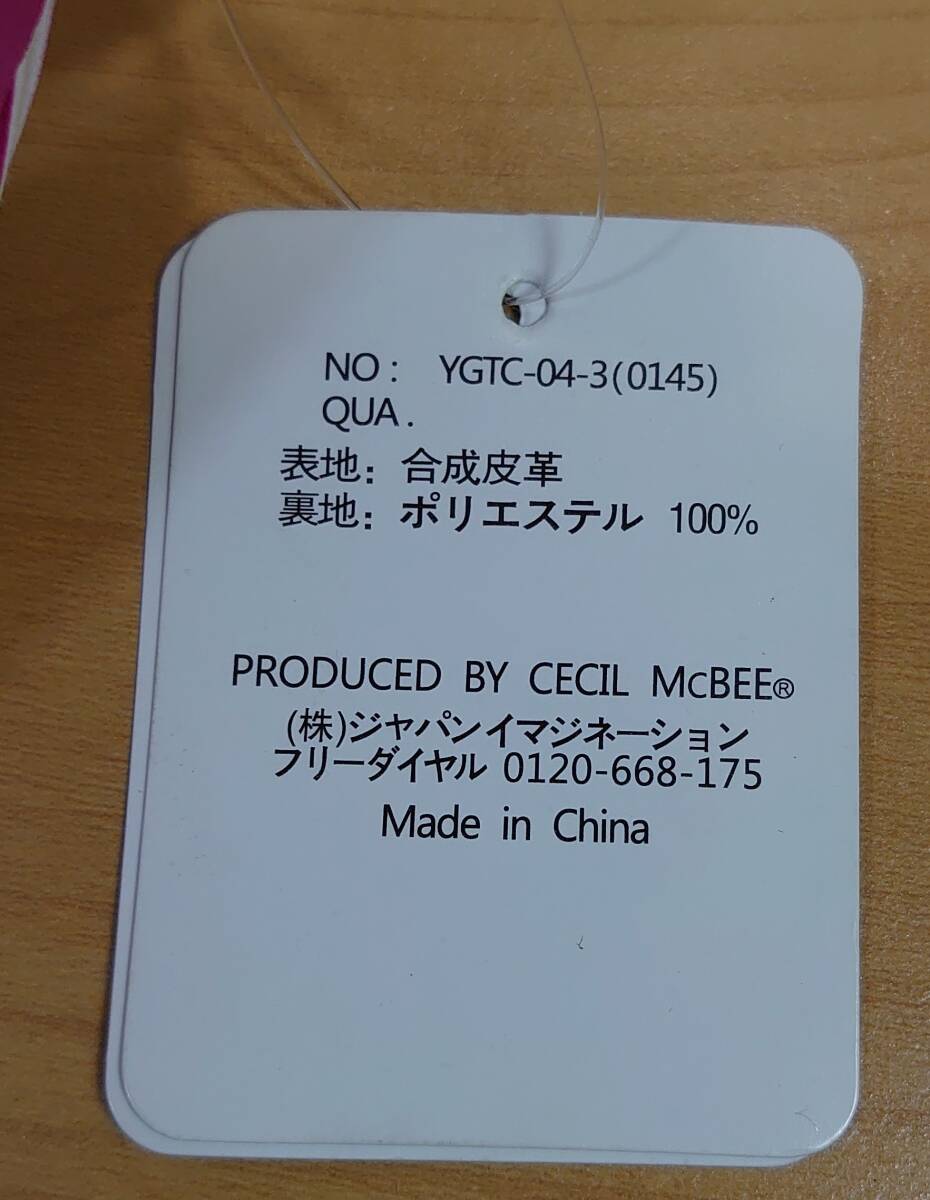 NO: YGTC-04-3(0145)
QUA.
表地: 合成皮革
裏地: ポリエステル 100%
PRODUCED BY CECIL McBEE®
(株)ジャパンイマジネーション
フリーダイヤル 0120-668-175
Made in China